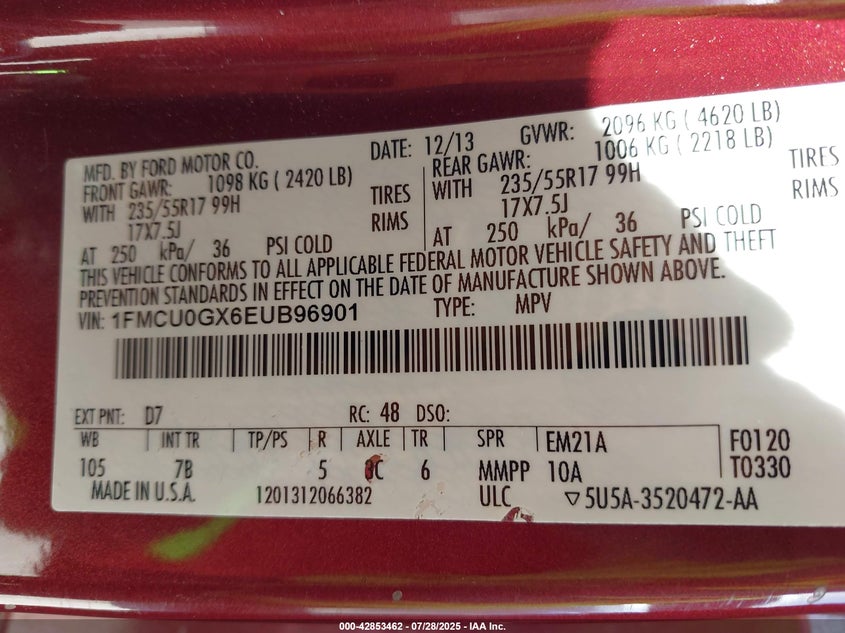 MFD. BY FORD MOTOR CO. DATE: 12/13 GVWR: 2096 KG ( 4620 LB)
FRONT GAWR: 1098 KG ( 2420 LB) REAR GAWR: 1006 KG ( 2218 LB)
WITH 235/55R17 99H TIRES WITH 235/55R17 99H TIRES
17X7.5J RIMS 17X7.5J RIMS
AT 250 kPa/ 36 PSI COLD AT 250 kPa/ 36 PSI COLD
THIS VEHICLE CONFORMS TO ALL APPLICABLE FEDERAL MOTOR VEHICLE SAFETY AND THEFT
PREVENTION STANDARDS IN EFFECT ON THE DATE OF MANUFACTURE SHOWN ABOVE.
VIN: 1FMCU0GX6EUB96901 TYPE: MPV
EXT PNT: D7 RC: 48 DSO:
WB INT TR TP/PS R AXLE TR SPR EM21A F0120
105 7B 5 C 6 MMPP 10A T0330
MADE IN U.S.A. 1201312066382 ULC ▽5U5A-3520472-AA
000-42853462 - 07/28/2025 - IAA Inc.